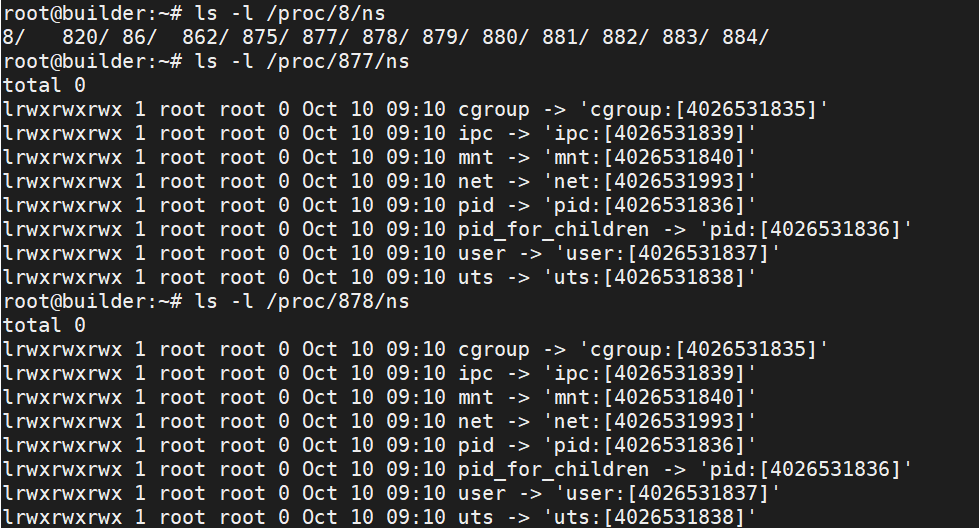 root@builder:~# ls -l /proc/8/ns
8/   820/ 86/  862/ 875/ 877/ 878/ 879/ 880/ 881/ 882/ 883/ 884/
root@builder:~# ls -l /proc/877/ns
total 0
lrwxrwxrwx 1 root root 0 Oct 10 09:10 cgroup -> 'cgroup:[4026531835]'
lrwxrwxrwx 1 root root 0 Oct 10 09:10 ipc -> 'ipc:[4026531839]'
lrwxrwxrwx 1 root root 0 Oct 10 09:10 mnt -> 'mnt:[4026531840]'
lrwxrwxrwx 1 root root 0 Oct 10 09:10 net -> 'net:[4026531993]'
lrwxrwxrwx 1 root root 0 Oct 10 09:10 pid -> 'pid:[4026531836]'
lrwxrwxrwx 1 root root 0 Oct 10 09:10 pid_for_children -> 'pid:[4026531836]'
lrwxrwxrwx 1 root root 0 Oct 10 09:10 user -> 'user:[4026531837]'
lrwxrwxrwx 1 root root 0 Oct 10 09:10 uts -> 'uts:[4026531838]'
root@builder:~# ls -l /proc/878/ns
total 0
lrwxrwxrwx 1 root root 0 Oct 10 09:10 cgroup -> 'cgroup:[4026531835]'
lrwxrwxrwx 1 root root 0 Oct 10 09:10 ipc -> 'ipc:[4026531839]'
lrwxrwxrwx 1 root root 0 Oct 10 09:10 mnt -> 'mnt:[4026531840]'
lrwxrwxrwx 1 root root 0 Oct 10 09:10 net -> 'net:[4026531993]'
lrwxrwxrwx 1 root root 0 Oct 10 09:10 pid -> 'pid:[4026531836]'
lrwxrwxrwx 1 root root 0 Oct 10 09:10 pid_for_children -> 'pid:[4026531836]'
lrwxrwxrwx 1 root root 0 Oct 10 09:10 user -> 'user:[4026531837]'
lrwxrwxrwx 1 root root 0 Oct 10 09:10 uts -> 'uts:[4026531838]'